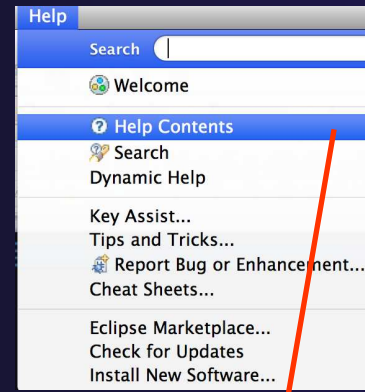 Help
Search
Welcome
Help Contents
Search
Dynamic Help
Key Assist...
Tips and Tricks...
Report Bug or Enhancement...
Cheat Sheets...
Eclipse Marketplace...
Check for Updates
Install New Software...